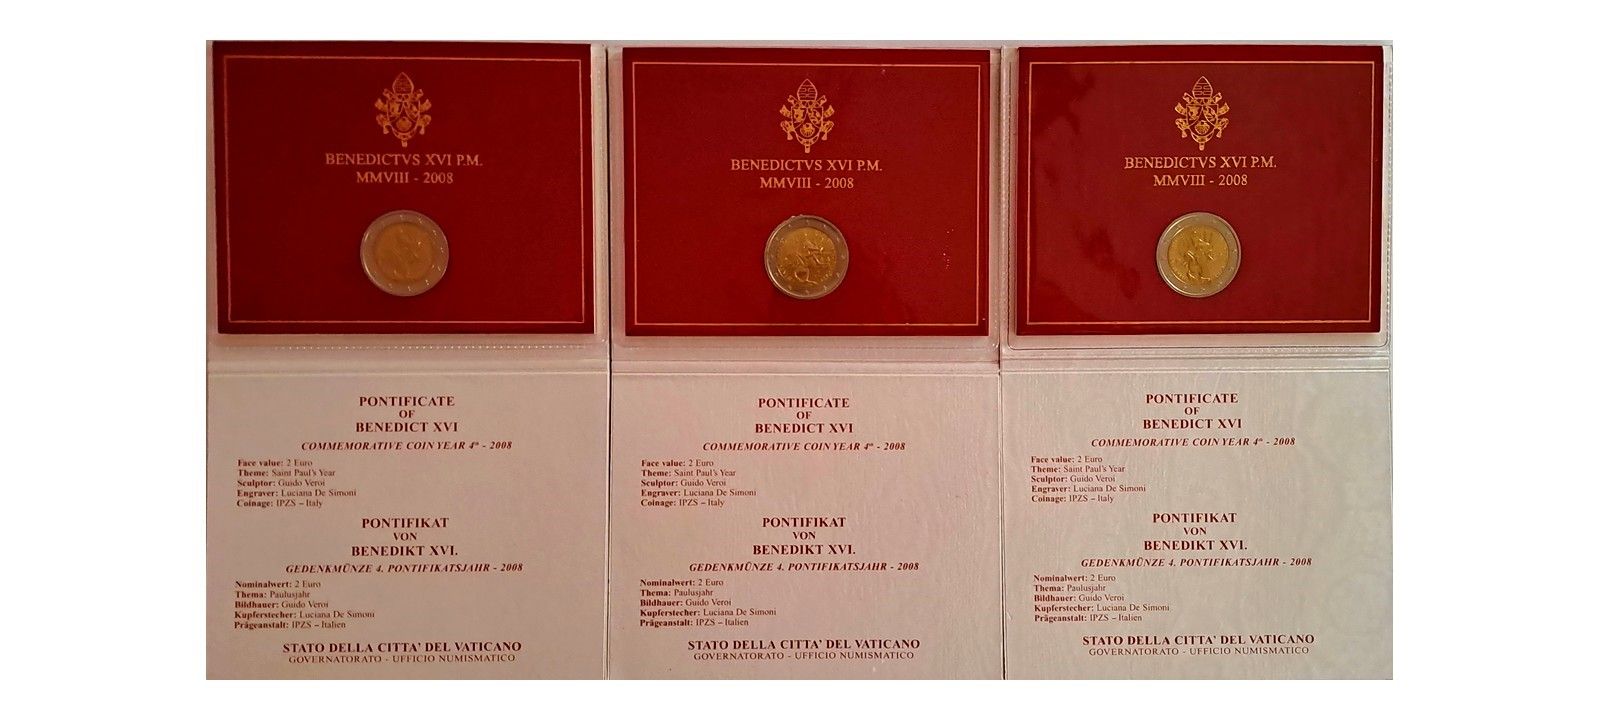 BENEDICTVS XVI P.M.
MMVIII - 2008
PONTIFICATE
OF
BENEDICT XVI
COMMEMORATIVE COIN YEAR 4º - 2008
Face value: 2 Euro
Theme: Saint Paul's Year
Sculptor: Guido Veroi
Engraver: Luciana De Simoni
Coinage: IPZS – Italy
PONTIFIKAT
VON
BENEDIKT XVI.
GEDENKMÜNZE 4. PONTIFIKATSJAHR - 2008
Nominalwert: 2 Euro
Thema: Paulusjahr
Bildhauer: Guido Veroi
Kupferstecher: Luciana De Simoni
Prägeanstalt: IPZS – Italien
STATO DELLA CITTA' DEL VATICANO
GOVERNATORATO - UFFICIO NUMISMATICO
BENEDICTVS XVI P.M.
MMVIII - 2008
PONTIFICATE
OF
BENEDICT XVI
COMMEMORATIVE COIN YEAR 4º - 2008
Face value: 2 Euro
Theme: Saint Paul's Year
Sculptor: Guido Veroi
Engraver: Luciana De Simoni
Coinage: IPZS – Italy
PONTIFIKAT
VON
BENEDIKT XVI.
GEDENKMÜNZE 4. PONTIFIKATSJAHR - 2008
Nominalwert: 2 Euro
Thema: Paulusjahr
Bildhauer: Guido Veroi
Kupferstecher: Luciana De Simoni
Prägeanstalt: IPZS – Italien
STATO DELLA CITTA' DEL VATICANO
GOVERNATORATO - UFFICIO NUMISMATICO
BENEDICTVS XVI P.M.
MMVIII - 2008
PONTIFICATE
OF
BENEDICT XVI
COMMEMORATIVE COIN YEAR 4º - 2008
Face value: 2 Euro
Theme: Saint Paul's Year
Sculptor: Guido Veroi
Engraver: Luciana De Simoni
Coinage: IPZS – Italy
PONTIFIKAT
VON
BENEDIKT XVI.
GEDENKMÜNZE 4. PONTIFIKATSJAHR - 2008
Nominalwert: 2 Euro
Thema: Paulusjahr
Bildhauer: Guido Veroi
Kupferstecher: Luciana De Simoni
Prägeanstalt: IPZS – Italien
STATO DELLA CITTA' DEL VATICANO
GOVERNATORATO - UFFICIO NUMISMATICO